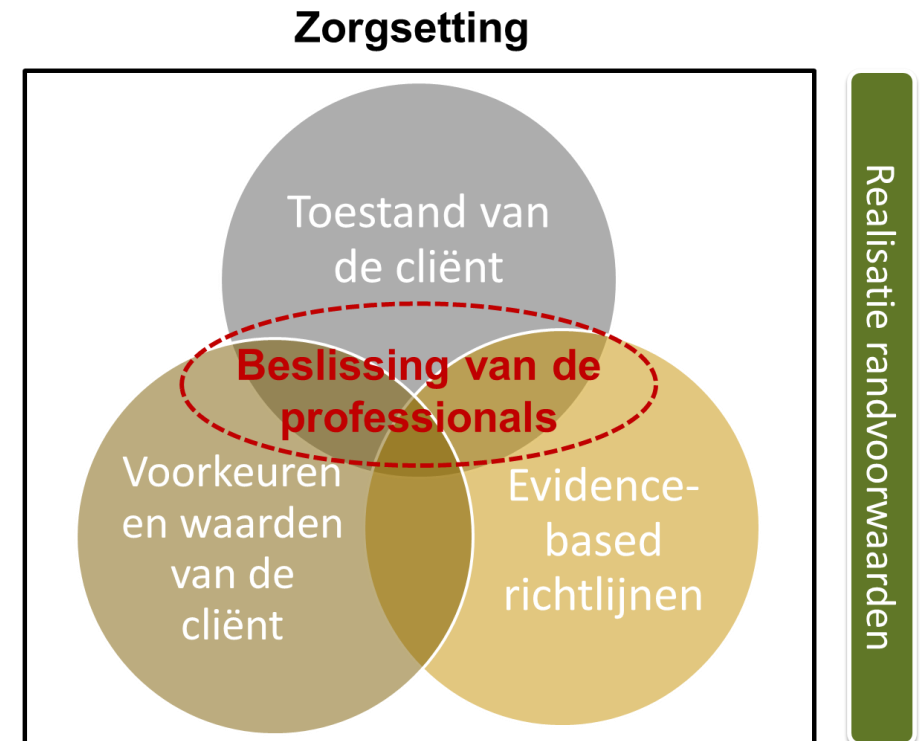 Zorgsetting
Toestand van
de cliënt
Beslissing van de
professionals
Voorkeuren
en waarden
van de
cliënt
Evidence-
based
richtlijnen
Realisatie randvoorwaarden